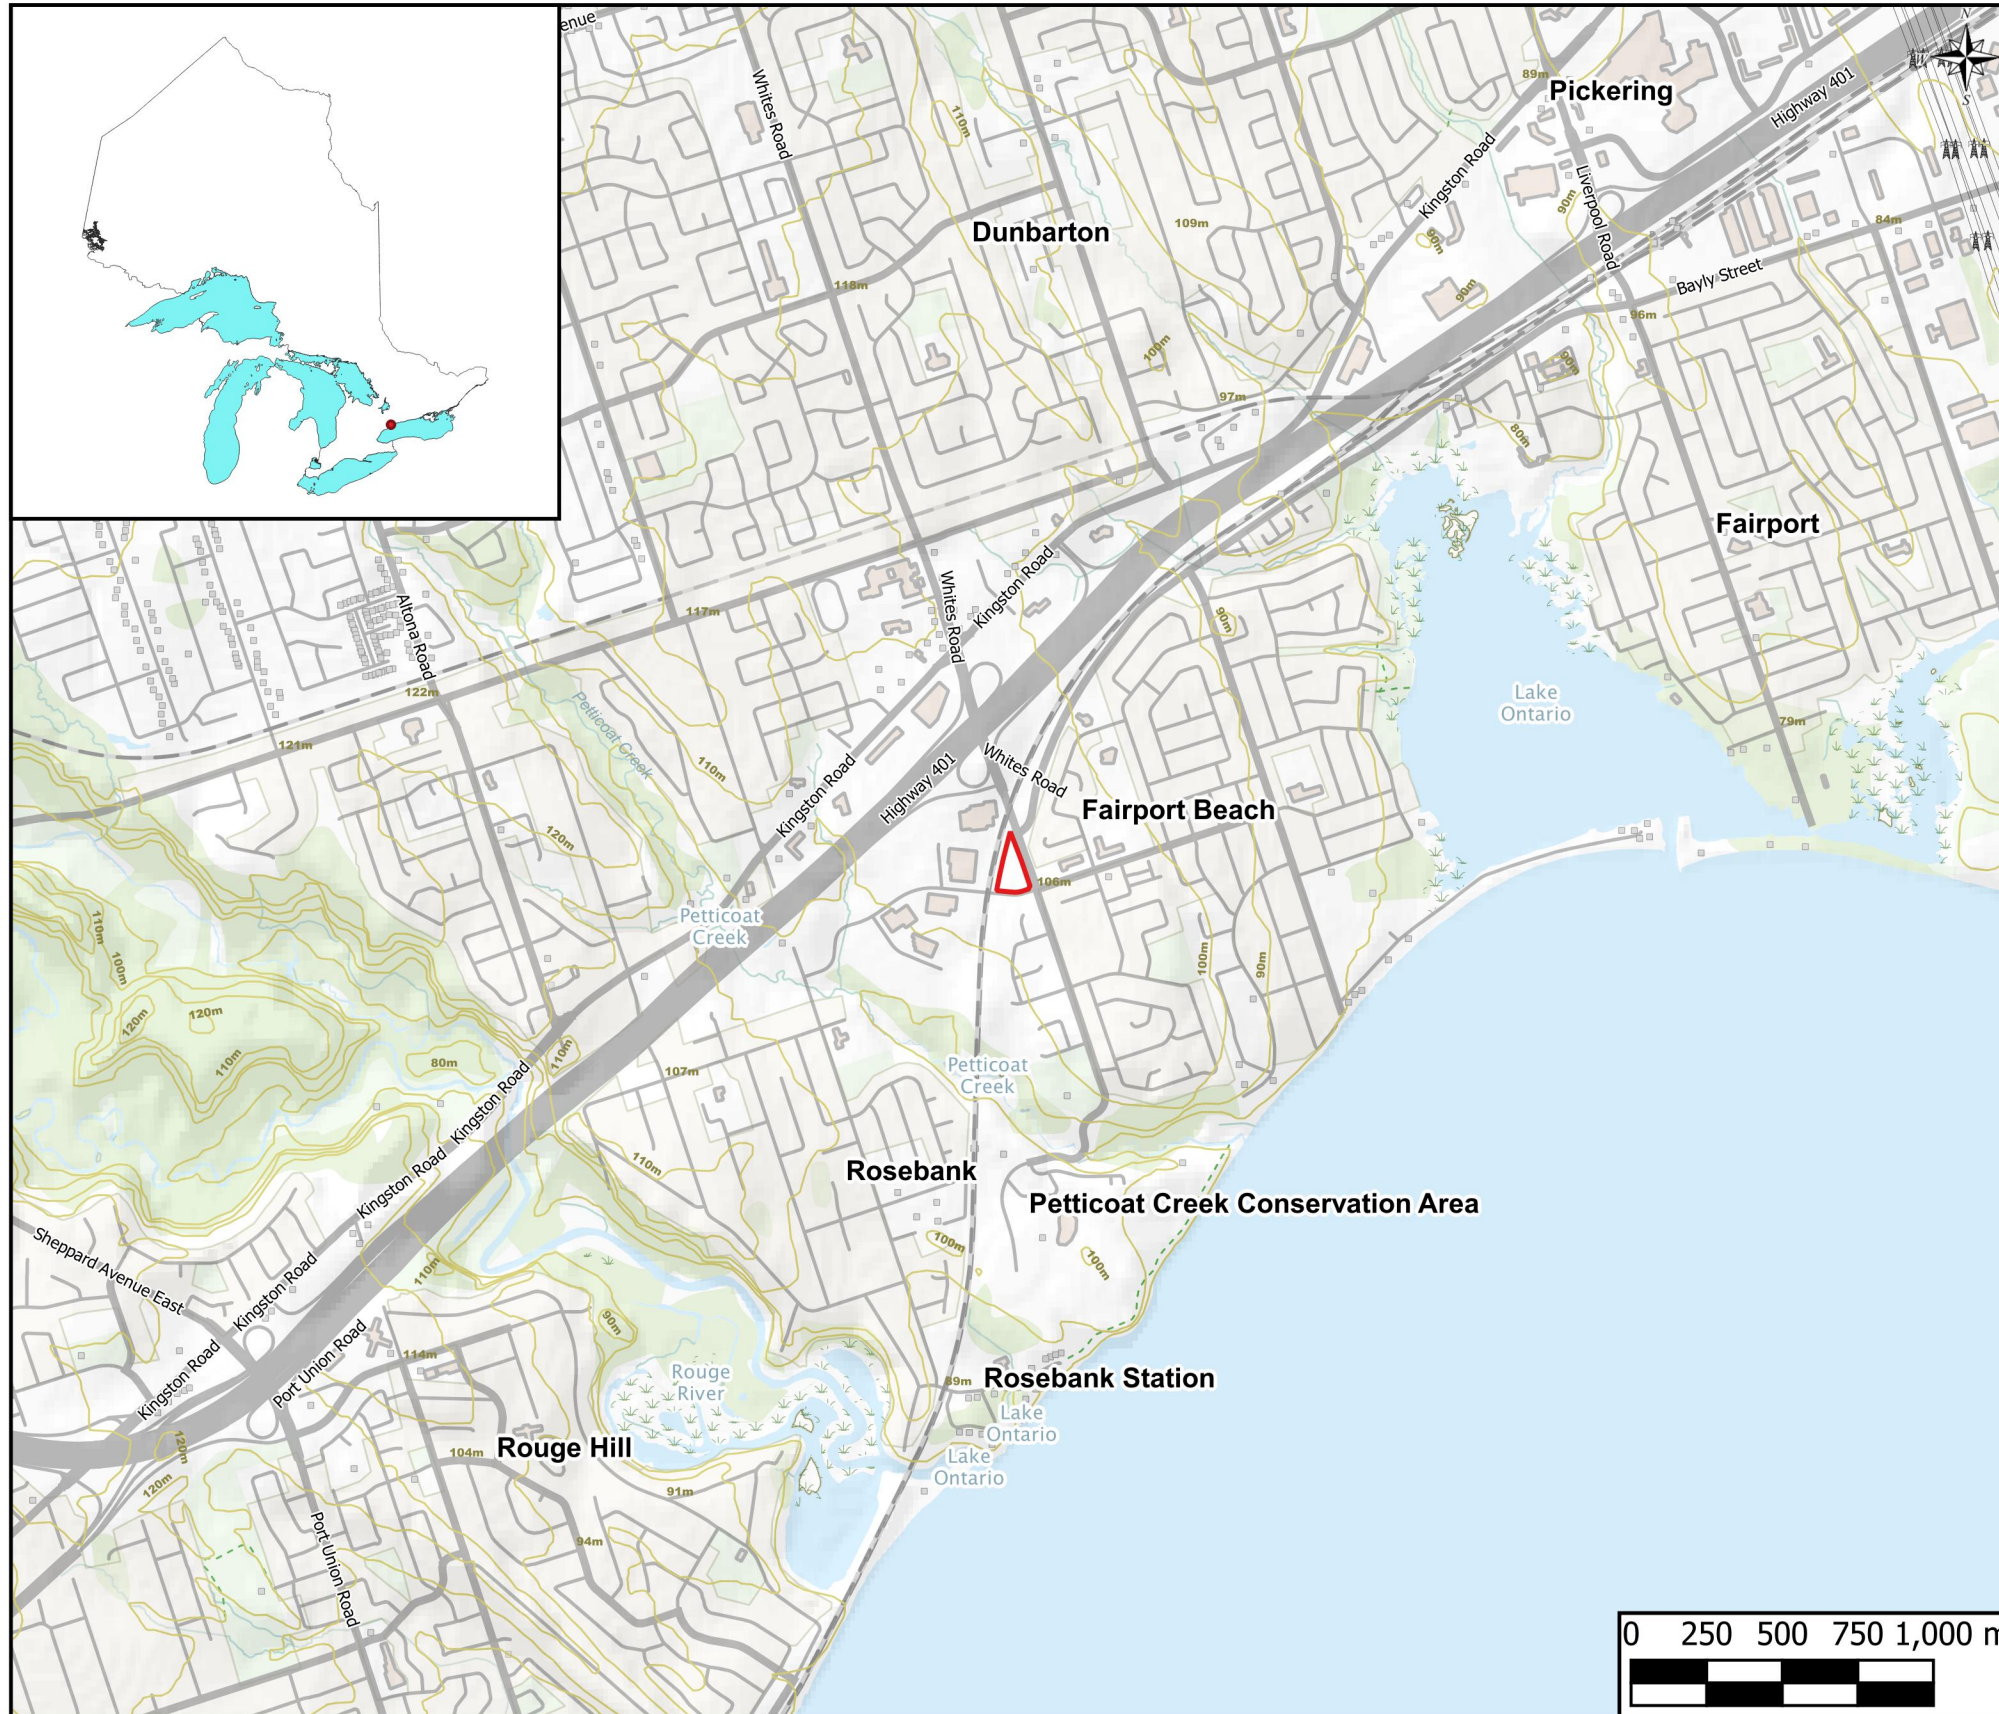 enue
N
W
S
89m
Pickering
Highway 401
Whites Road
110m
Kingston Road
Liverpool Road
90m
84m
Dunbarton
109m
90m
Bayly Street
118m
90m
96m
100m
90m
97m
80m
Fairport
Altona Road
Whites Road
Kingston Road
117m
90m
122m
Petticoat Creek
Lake
Ontario
121m
110m
79m
Whites Road
Highway 401
Kingston Road
Fairport Beach
120m
106m
110m
100m
Petticoat
Creek
100m
90m
120m
120m
110m
80m
110m
107m
Petticoat
Creek
Kingston Road
Kingston Road
110m
Rosebank
Petticoat Creek Conservation Area
Sheppard Avenue East
Kingston Road
110m
100m
100m
Kingston Road
Port Union Road
90m
114m
Rouge
River
89m
Rosebank Station
Lake
Ontario
Rouge Hill
120m
104m
Lake
Ontario
120m
91m
Port Union Road
94m
0 250 500 750 1,000 m